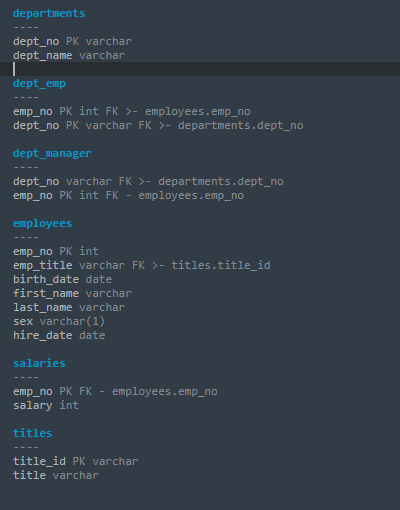 departments
----
dept_no PK varchar
dept_name varchar
dept_emp
----
emp_no PK int FK >- employees.emp_no
dept_no PK varchar FK >- departments.dept_no
dept_manager
----
dept_no varchar FK >- departments.dept_no
emp_no PK int FK - employees.emp_no
employees
----
emp_no PK int
emp_title varchar FK >- titles.title_id
birth_date date
first_name varchar
last_name varchar
sex varchar(1)
hire_date date
salaries
----
emp_no PK FK - employees.emp_no
salary int
titles
----
title_id PK varchar
title varchar